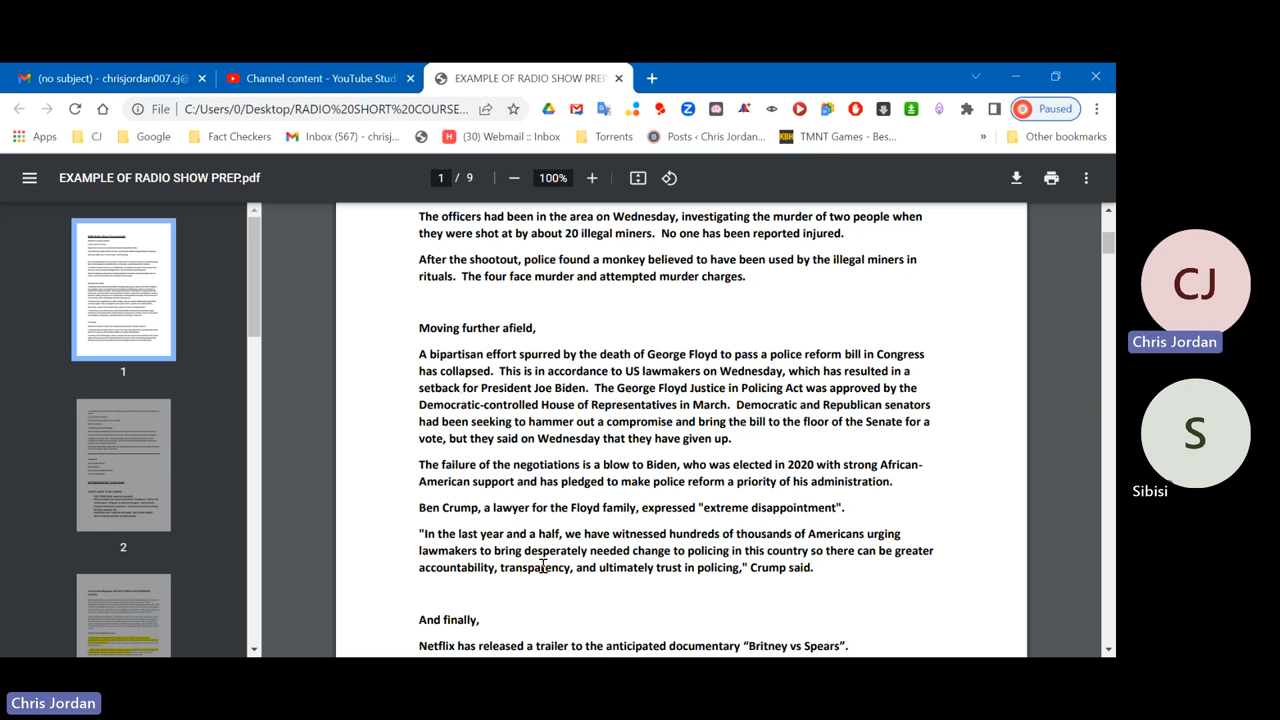 (no subject) - chrisjordan007.cj@
Channel content - YouTube Stud
EXAMPLE OF RADIO SHOW PREP
File
C:/Users/0/Desktop/RADIO%20SHORT%20COURSE...
Paused
Apps
CJ
Google
Fact Checkers
Inbox (567) - chrisj...
(30) Webmail :: Inbox
Torrents
Posts ‹ Chris Jordan...
TMNT Games - Bes...
»
Other bookmarks
EXAMPLE OF RADIO SHOW PREP.pdf
1 / 9
100%
1
2
The officers had been in the area on Wednesday, investigating the murder of two people when
they were shot at by about 20 illegal miners.  No one has been reported injured.
After the shootout, police found a monkey believed to have been used by the illegal miners in
rituals.  The four face murder and attempted murder charges.
Moving further afield,
A bipartisan effort spurred by the death of George Floyd to pass a police reform bill in Congress
has collapsed.  This is in accordance to US lawmakers on Wednesday, which has resulted in a
setback for President Joe Biden.  The George Floyd Justice in Policing Act was approved by the
Democratic-controlled House of Representatives in March.  Democratic and Republican senators
had been seeking to hammer out a compromise and bring the bill to the floor of the Senate for a
vote, but they said on Wednesday that they have given up.
The failure of the negotiations is a blow to Biden, who was elected in 2020 with strong African-
American support and has pledged to make police reform a priority of his administration.
Ben Crump, a lawyer for the Floyd family, expressed "extreme disappointment".
"In the last year and a half, we have witnessed hundreds of thousands of Americans urging
lawmakers to bring desperately needed change to policing in this country so there can be greater
accountability, transparency, and ultimately trust in policing," Crump said.
And finally,
Netflix has released a trailer to the anticipated documentary “Britney vs Spears”.
CJ
Chris Jordan
S
Sibisi
Chris Jordan